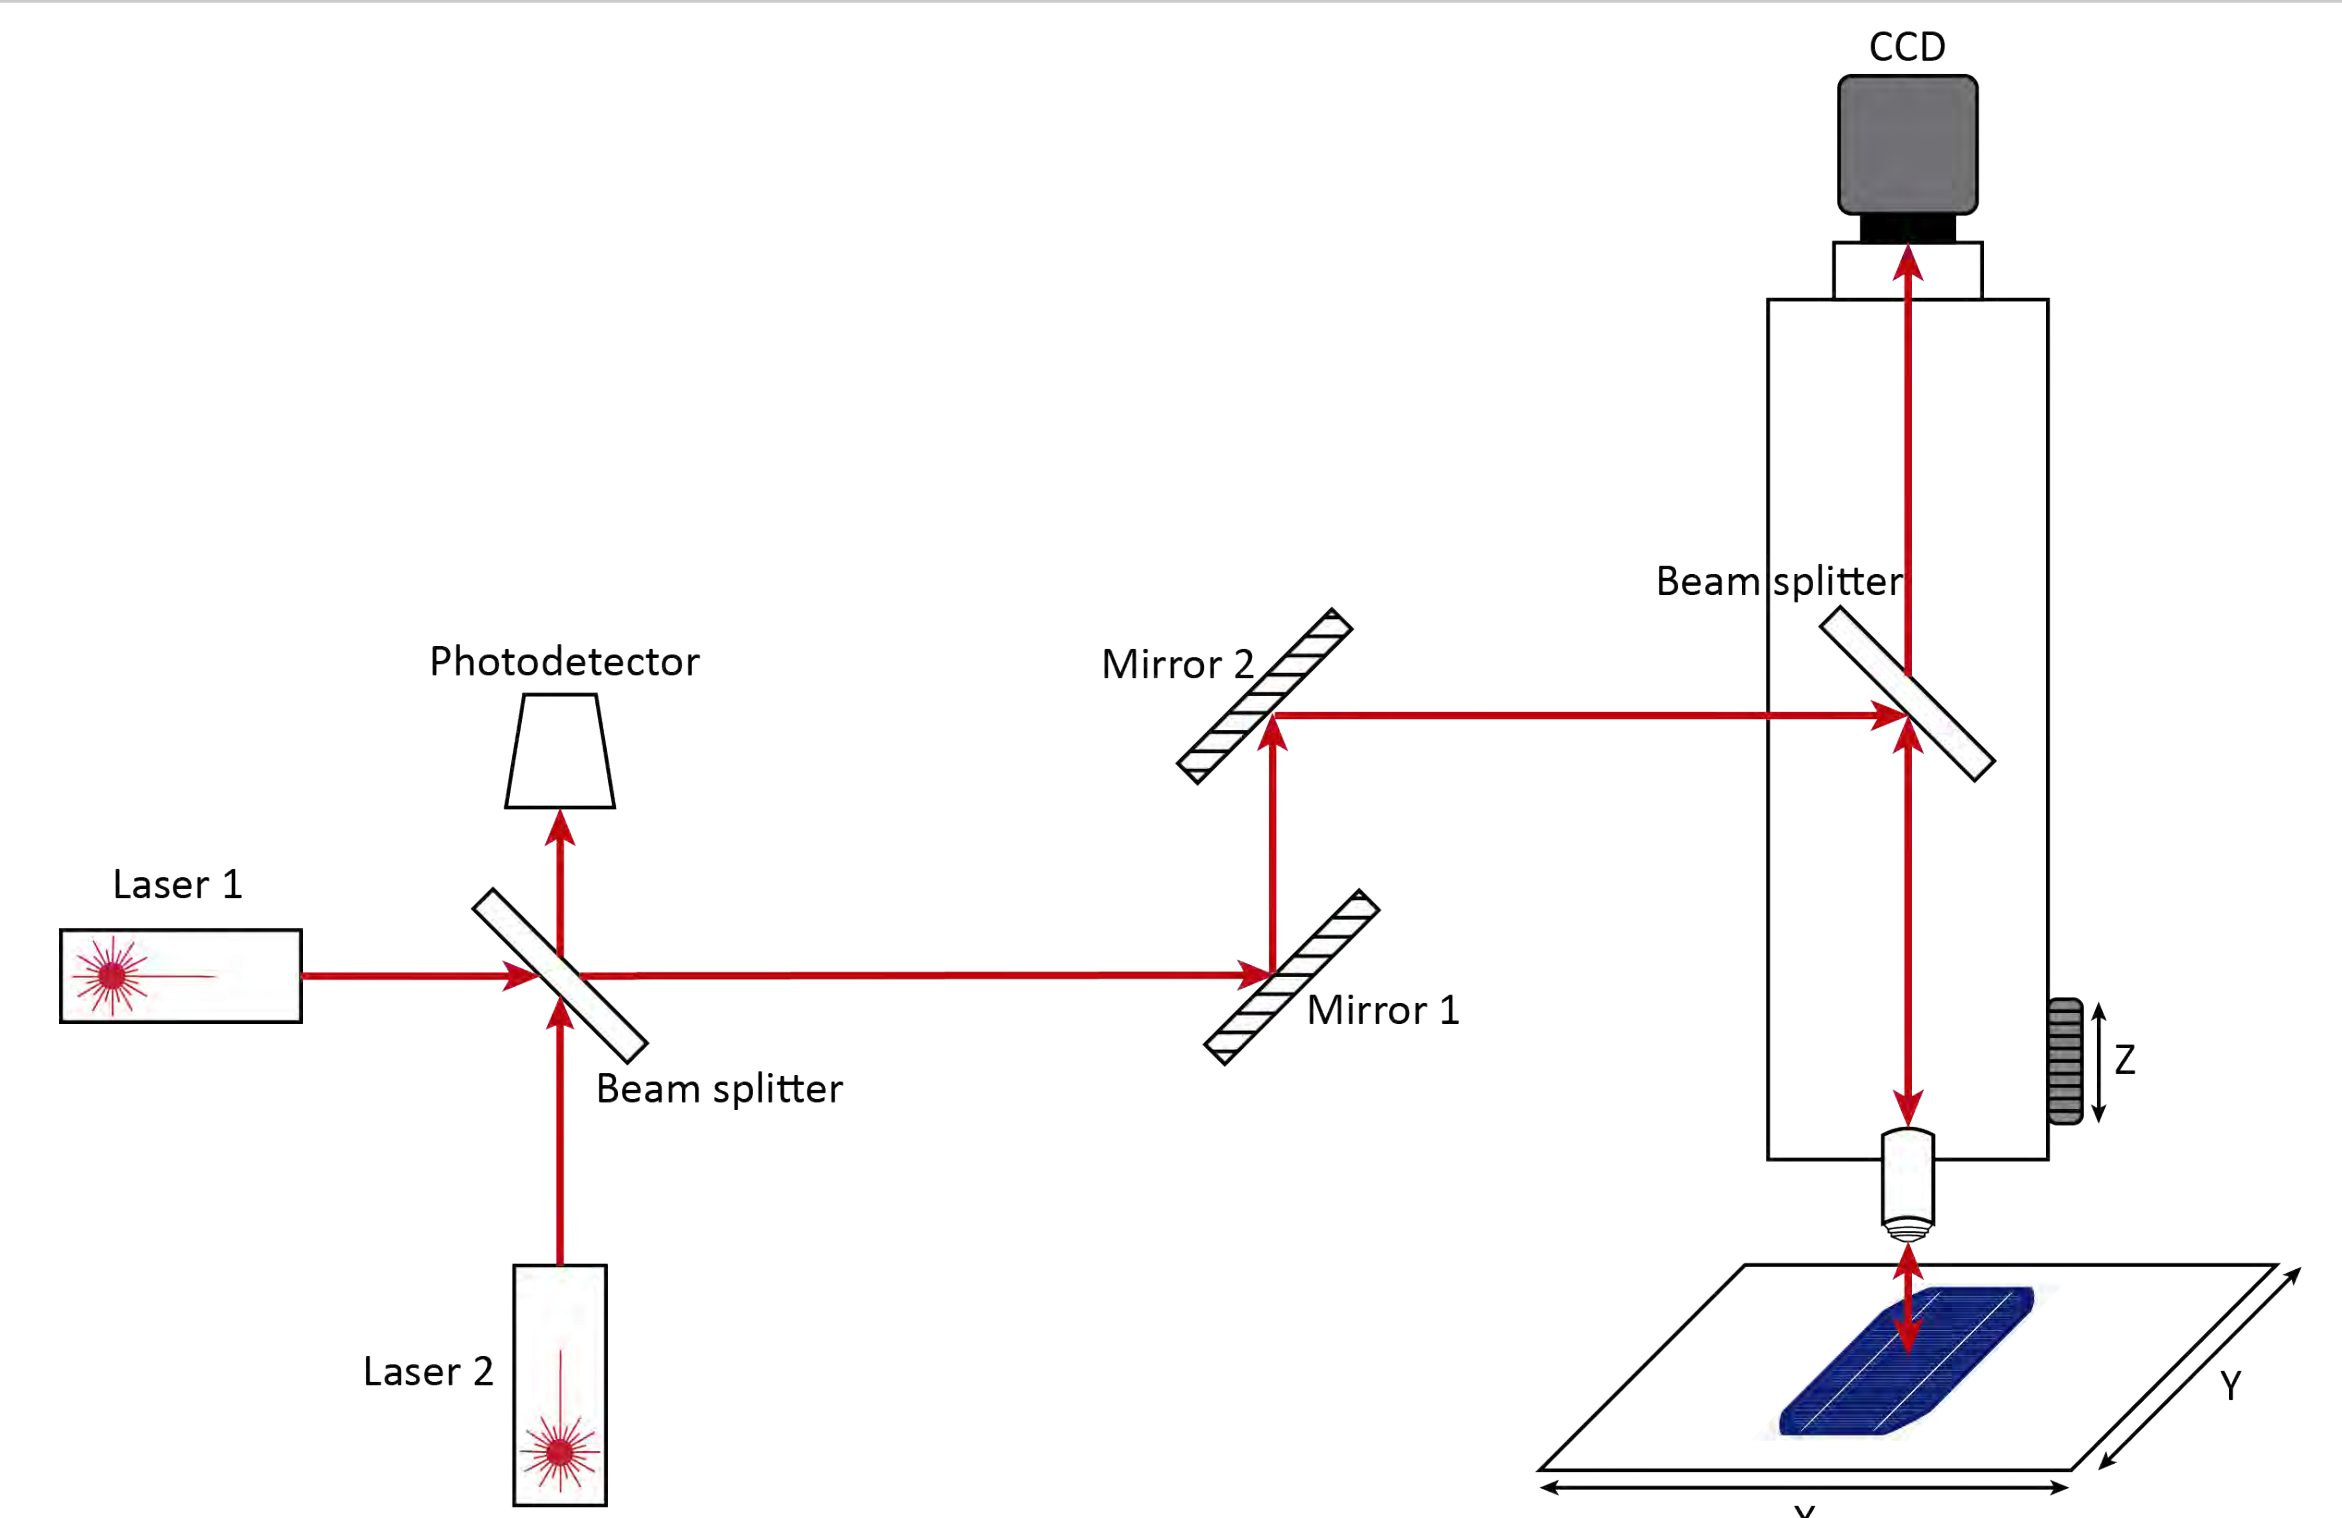 CCD
Beam splitter
Photodetector
Mirror 2
Laser 1
Mirror 1
Z
Beam splitter
Laser 2
Y
X